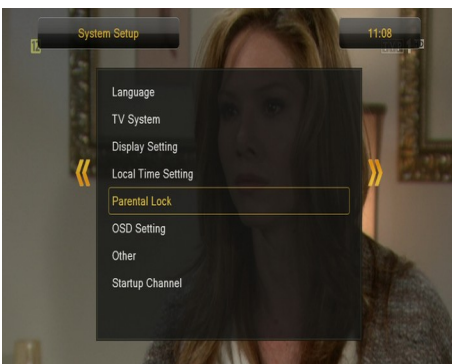 System Setup
11:08
Language
TV System
Display Setting
Local Time Setting
Parental Lock
OSD Setting
Other
Startup Channel